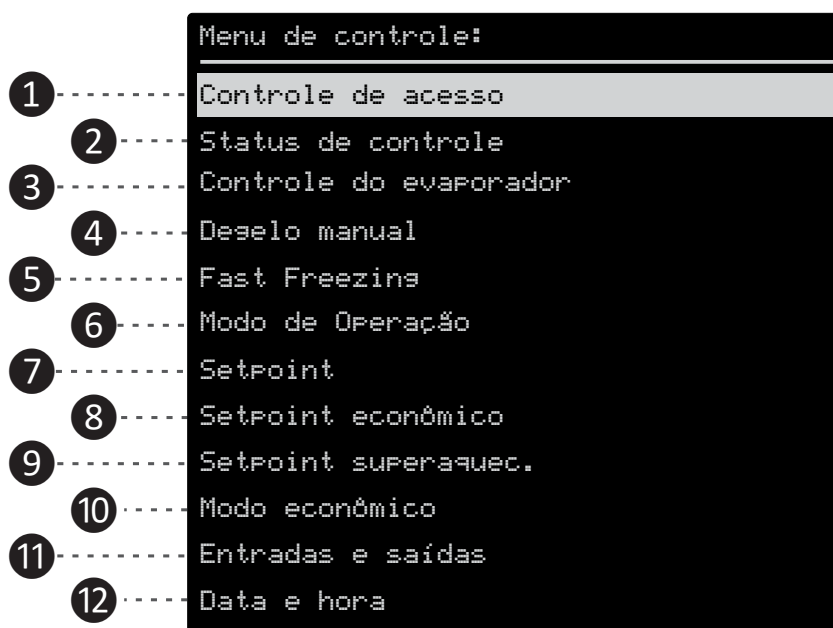 Menu de controle:
1 Controle de acesso
2 Status de controle
3 Controle do evaporador
4 Degelo manual
5 Fast Freezing
6 Modo de Operação
7 Setpoint
8 Setpoint econômico
9 Setpoint superaquec.
10 Modo econômico
11 Entradas e saídas
12 Data e hora